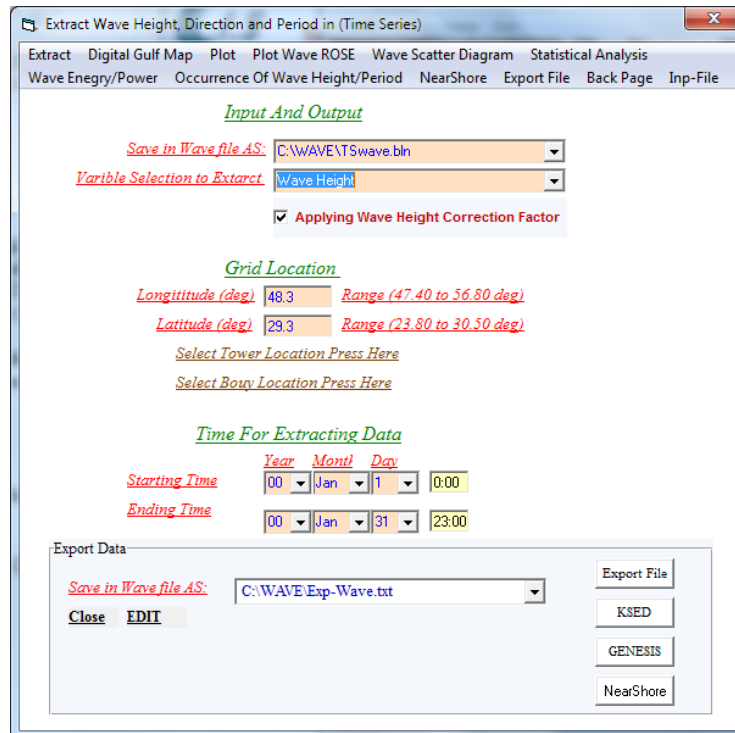 Extract Wave Height, Direction and Period in (Time Series)
Extract Digital Gulf Map Plot Plot Wave ROSE Wave Scatter Diagram Statistical Analysis
Wave Enegry/Power Occurrence Of Wave Height/Period NearShore Export File Back Page Inp-File
Input And Output
Save in Wave file AS: C:\WAVE\TSwave.bln
Varible Selection to Extarct Wave Height
Applying Wave Height Correction Factor
Grid Location
Longititude (deg) 48.3 Range (47.40 to 56.80 deg)
Latitude (deg) 29.3 Range (23.80 to 30.50 deg)
Select Tower Location Press Here
Select Bouy Location Press Here
Time For Extracting Data
Year Month Day
Starting Time 00 Jan 1 0:00
Ending Time 00 Jan 31 23:00
Export Data
Save in Wave file AS: C:\WAVE\Exp-Wave.txt
Close EDIT
Export File
KSED
GENESIS
NearShore